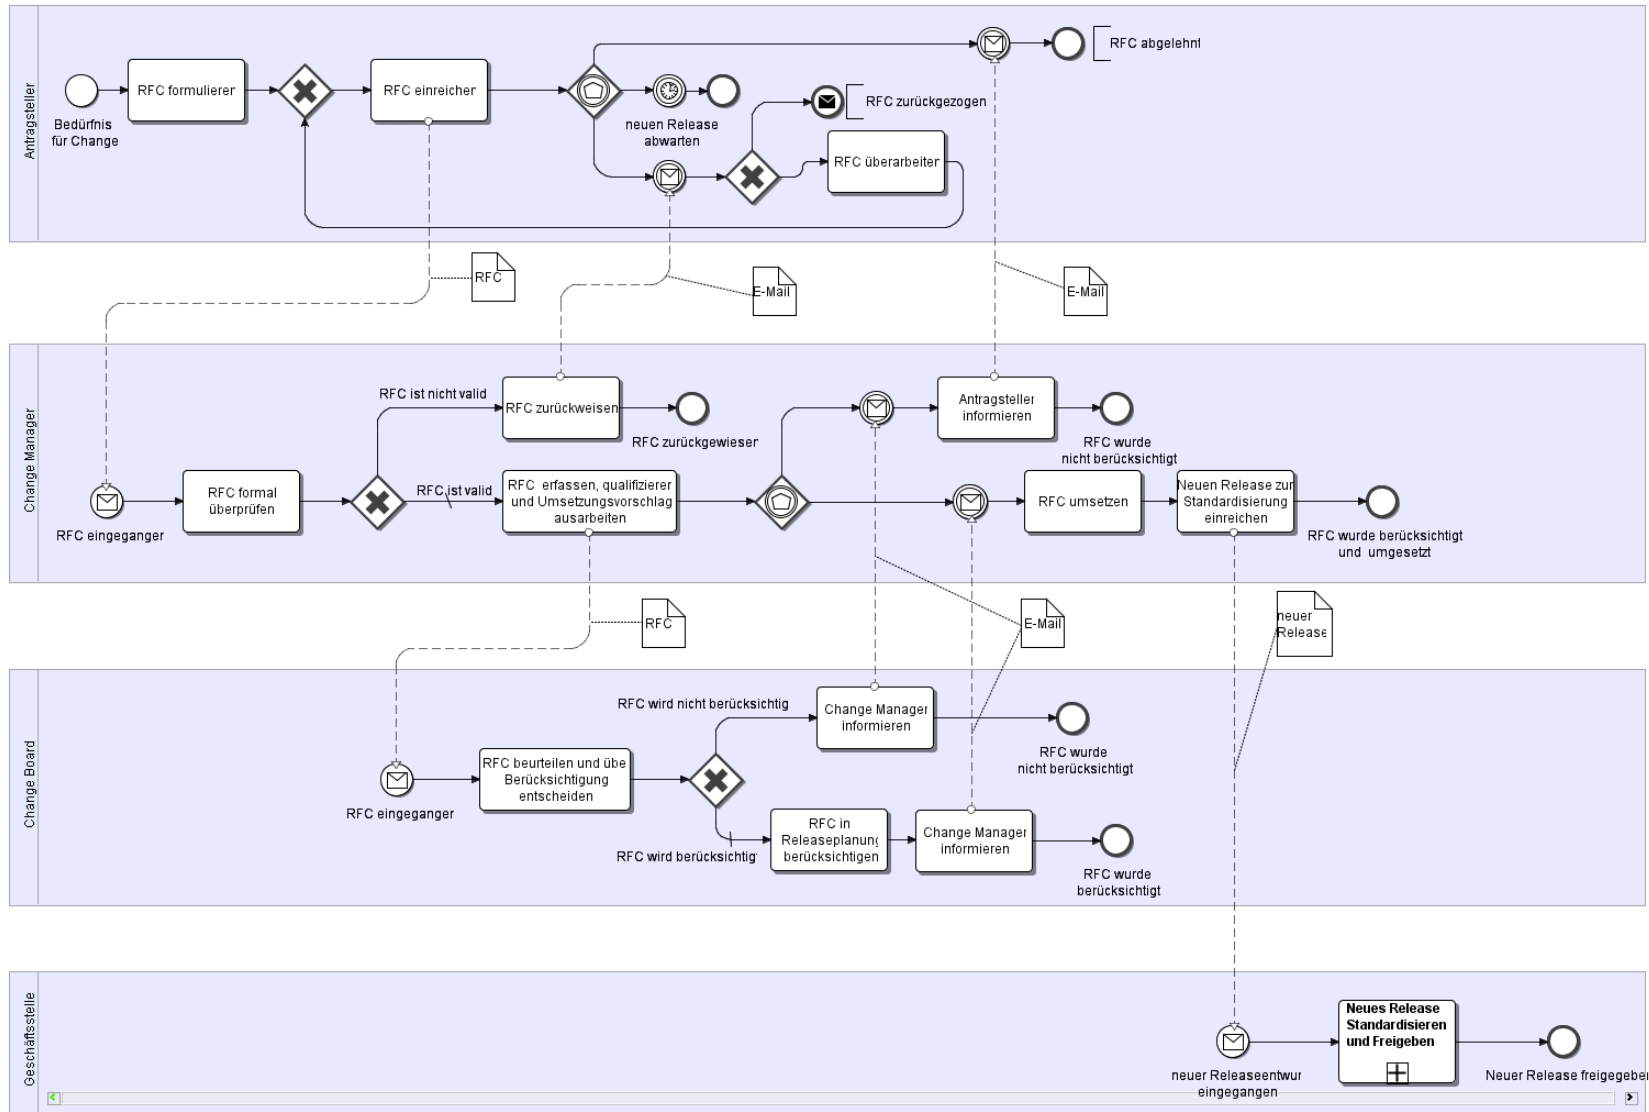 Antragsteller
Bedürfnis
für Change
RFC formulierer
RFC einreicher
neuen Release
abwarten
RFC abgelehnt
RFC zurückgezogen
RFC überarbeiter
RFC
E-Mail
E-Mail
Change Manager
RFC eingeganger
RFC formal
überprüfen
RFC ist nicht valid
RFC ist valid
RFC zurückweisen
RFC zurückgewieser
RFC erfassen, qualifizierer
und Umsetzungsvorschlag
ausarbeiten
Antragsteller
informieren
RFC wurde
nicht berücksichtigt
RFC umsetzen
Neuen Release zur
Standardisierung
einreichen
RFC wurde berücksichtigt
und umgesetzt
RFC
E-Mail
neuer
Release
Change Board
RFC eingeganger
RFC beurteilen und übe
Berücksichtigung
entscheiden
RFC wird nicht berücksichtig
RFC wird berücksichtig
Change Manager
informieren
RFC wurde
nicht berücksichtigt
RFC in
Releaseplanung
berücksichtigen
Change Manager
informieren
RFC wurde
berücksichtigt
Geschäftsstelle
neuer Releaseentwur
eingegangen
Neues Release
Standardisieren
und Freigeben
Neuer Release freigegeber